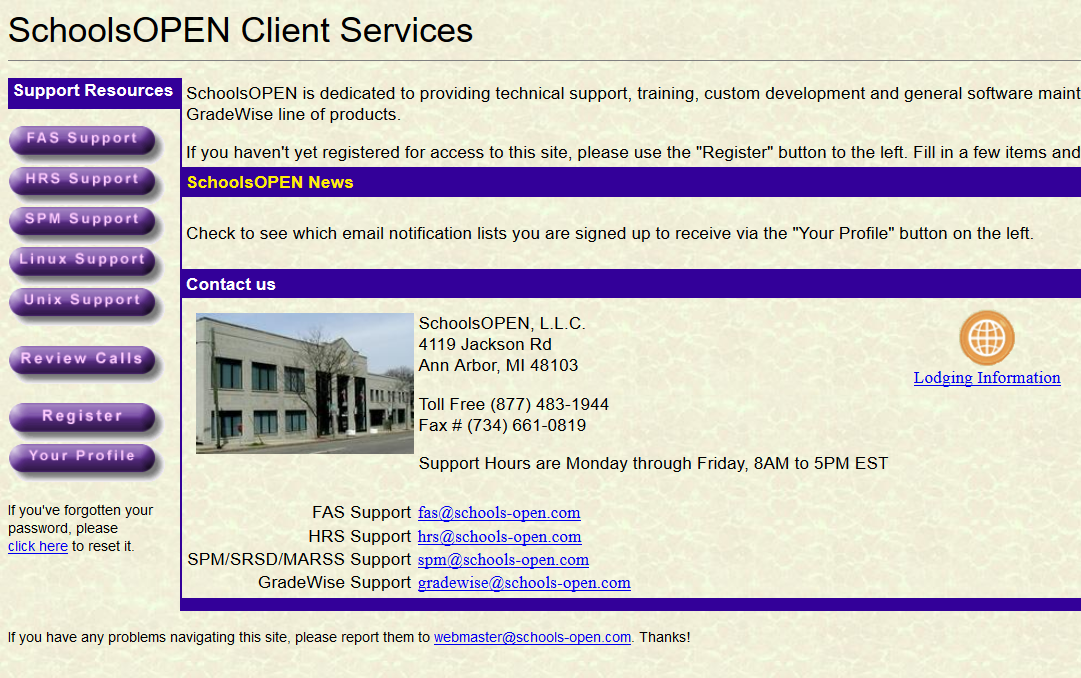 SchoolsOPEN Client Services
Support Resources
FAS Support
HRS Support
SPM Support
Linux Support
Unix Support
Review Calls
Register
Your Profile
If you've forgotten your
password, please
click here to reset it.
SchoolsOPEN is dedicated to providing technical support, training, custom development and general software maint
GradeWise line of products.
If you haven't yet registered for access to this site, please use the "Register" button to the left. Fill in a few items and
SchoolsOPEN News
Check to see which email notification lists you are signed up to receive via the "Your Profile" button on the left.
Contact us
SchoolsOPEN, L.L.C.
4119 Jackson Rd
Ann Arbor, MI 48103
Toll Free (877) 483-1944
Fax # (734) 661-0819
Support Hours are Monday through Friday, 8AM to 5PM EST
Lodging Information
FAS Support fas@schools-open.com
HRS Support hrs@schools-open.com
SPM/SRSD/MARSS Support spm@schools-open.com
GradeWise Support gradewise@schools-open.com
If you have any problems navigating this site, please report them to webmaster@schools-open.com. Thanks!